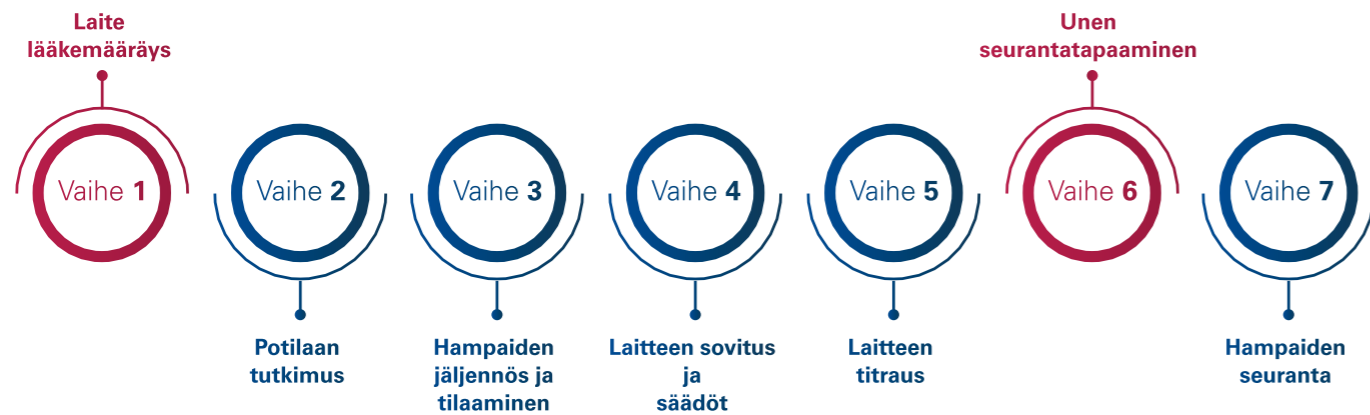 Laite
lääkemääräys
Unen
seurantatapaaminen
Vaihe 1
Vaihe 2
Vaihe 3
Vaihe 4
Vaihe 5
Vaihe 6
Vaihe 7
Potilaan
tutkimus
Hampaiden
jäljennös ja
tilaaminen
Laitteen sovitus
ja
säädöt
Laitteen
titraus
Hampaiden
seuranta